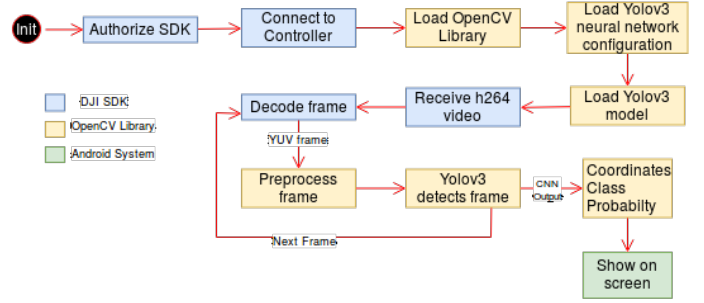 Init
Authorize SDK
Connect to
Controller
Load OpenCV
Library
Load Yolov3
neural network
configuration
DJI SDK
OpenCV Library
Android System
Decode frame
Receive h264
video
Load Yolov3
model
YUV frame
Preprocess
frame
Yolov3
detects frame
CNN
Output
Coordinates
Class
Probabilty
Next Frame
Show on
screen